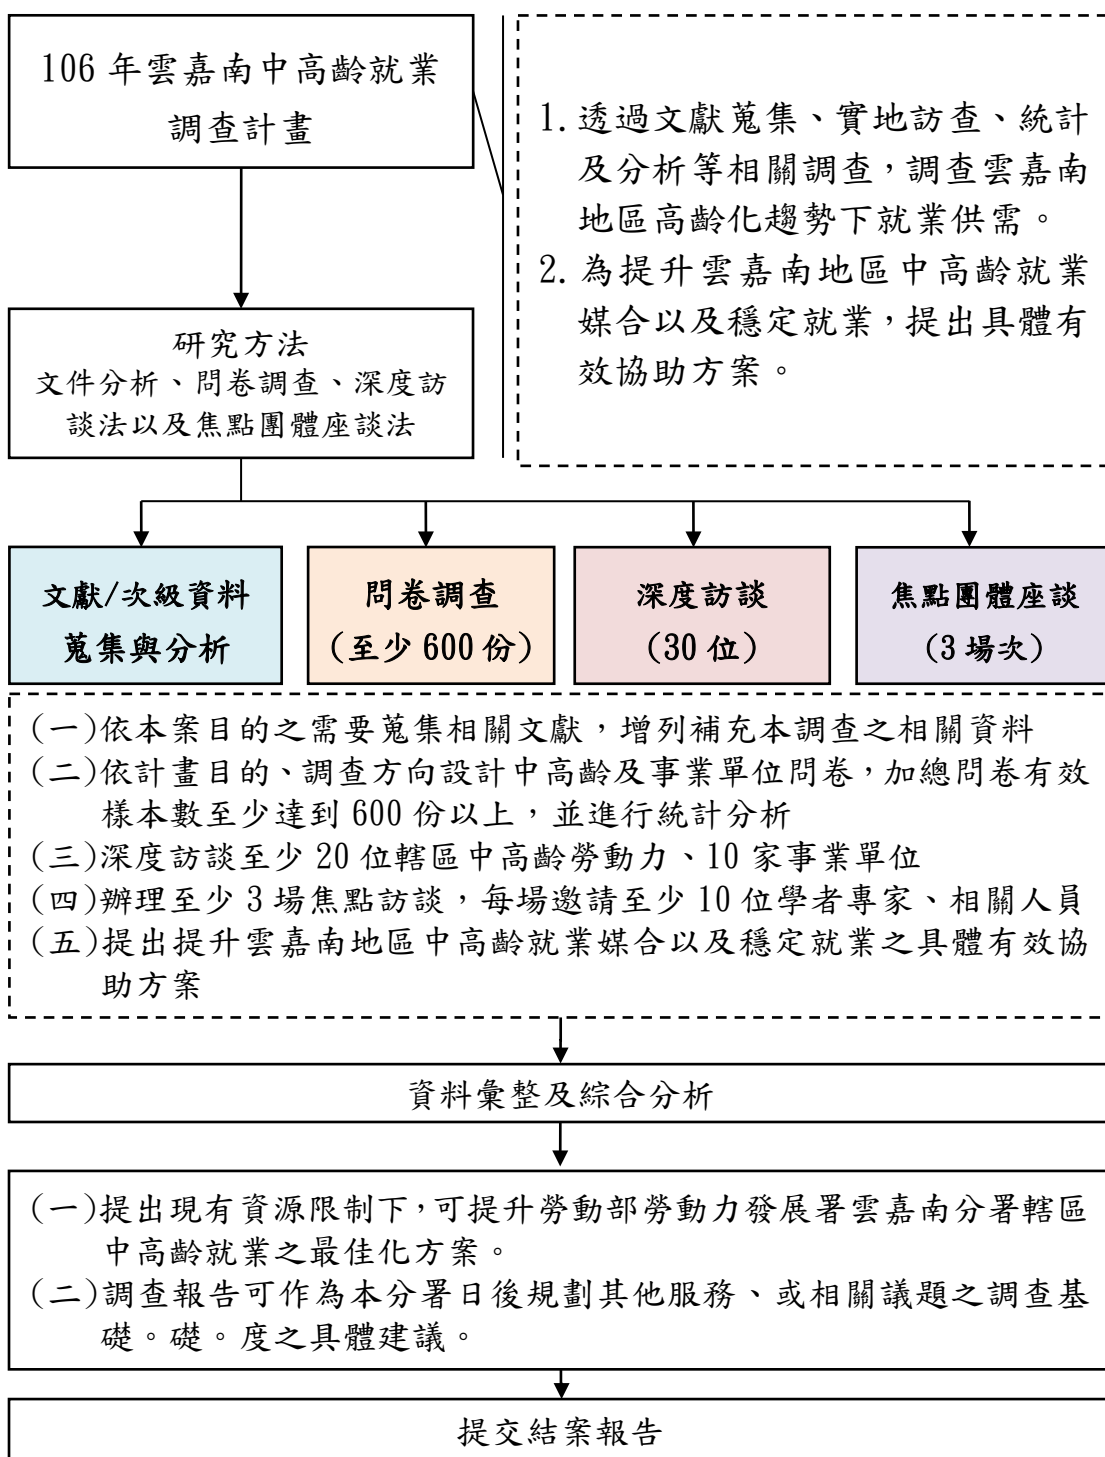 106 年雲嘉南中高齡就業
調查計畫
1. 透過文獻蒐集、實地訪查、統計
及分析等相關調查，調查雲嘉南
地區高齡化趨勢下就業供需。
2. 為提升雲嘉南地區中高齡就業
媒合以及穩定就業，提出具體有
效協助方案。
研究方法
文件分析、問卷調查、深度訪
談法以及焦點團體座談法
文獻/次級資料
蒐集與分析
問卷調查
(至少 600 份)
深度訪談
(30 位)
焦點團體座談
(3 場次)
(一)依本案目的之需要蒐集相關文獻，增列補充本調查之相關資料
(二)依計畫目的、調查方向設計中高齡及事業單位問卷，加總問卷有效
樣本數至少達到 600 份以上，並進行統計分析
(三)深度訪談至少 20 位轄區中高齡勞動力、10 家事業單位
(四)辦理至少 3 場焦點訪談，每場邀請至少 10 位學者專家、相關人員
(五)提出提升雲嘉南地區中高齡就業媒合以及穩定就業之具體有效協
助方案
資料彙整及綜合分析
(一)提出現有資源限制下，可提升勞動部勞動力發展署雲嘉南分署轄區
中高齡就業之最佳化方案。
(二)調查報告可作為本分署日後規劃其他服務、或相關議題之調查基
礎。礎。度之具體建議。
提交結案報告